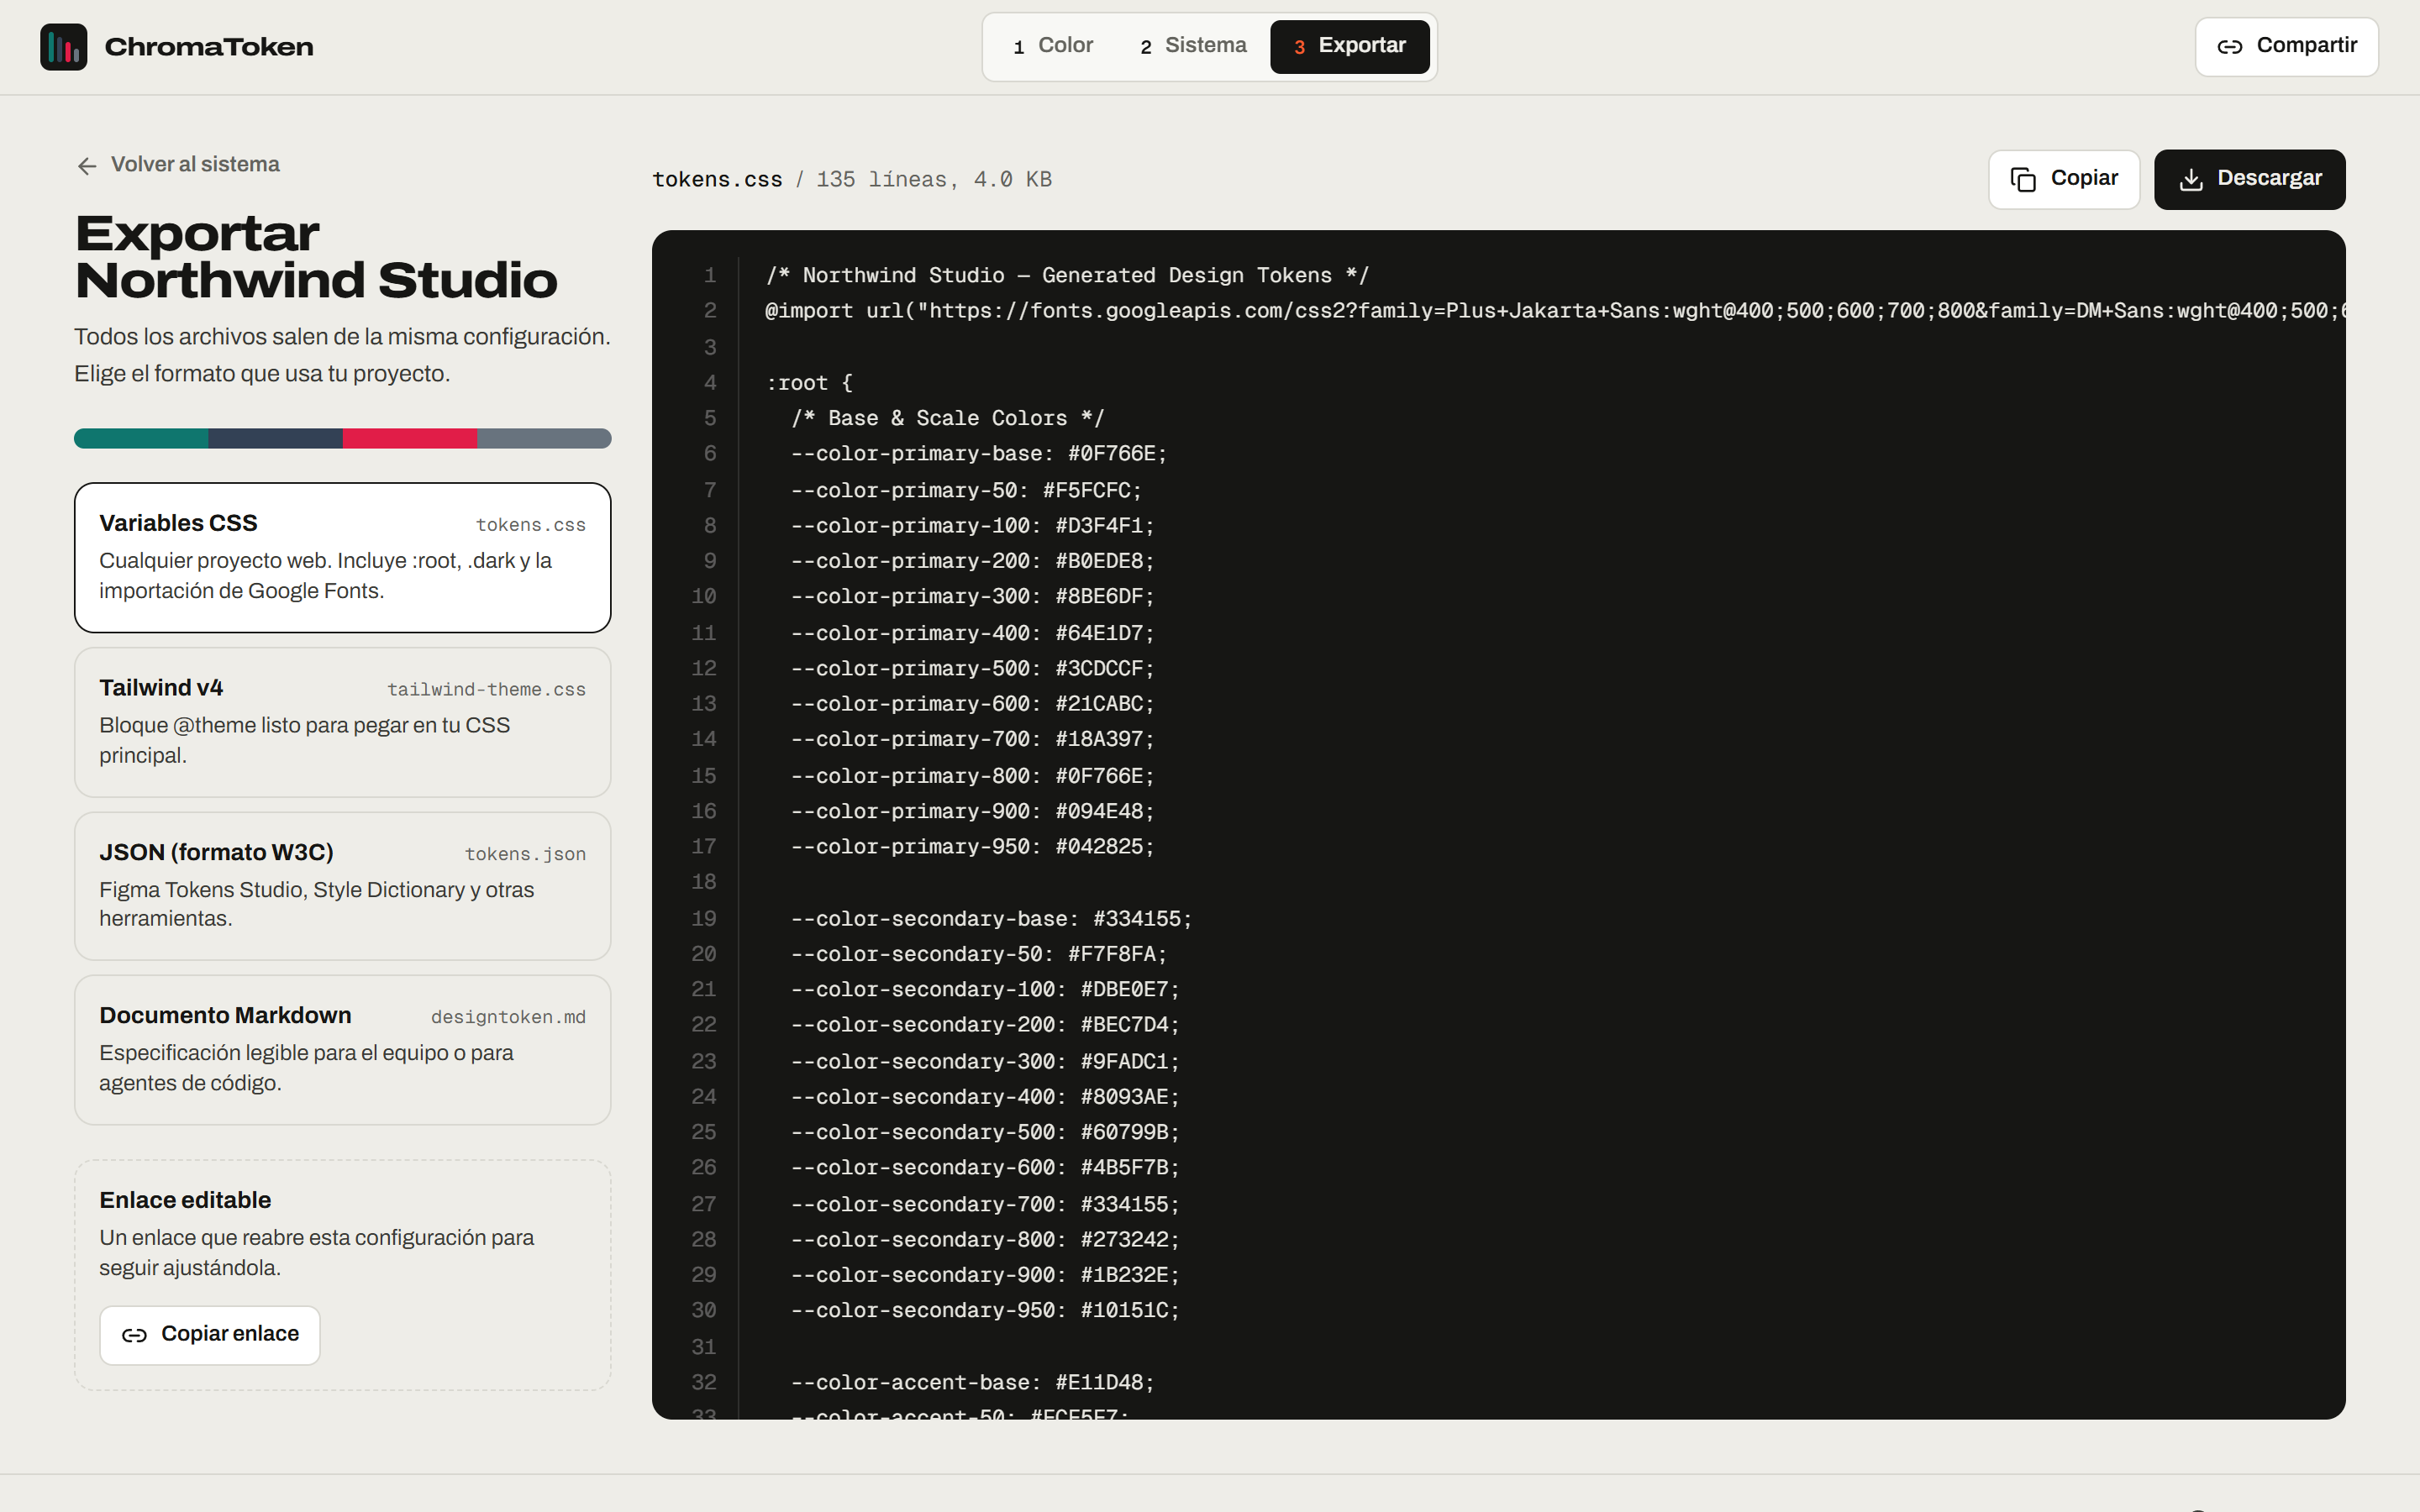 ChromaToken
1 Color
2 Sistema
3 Exportar
Compartir
Volver al sistema
Exportar
Northwind Studio
Todos los archivos salen de la misma configuración.
Elige el formato que usa tu proyecto.
Variables CSS
tokens.css
Cualquier proyecto web. Incluye :root, .dark y la
importación de Google Fonts.
Tailwind v4
tailwind-theme.css
Bloque @theme listo para pegar en tu CSS
principal.
JSON (formato W3C)
tokens.json
Figma Tokens Studio, Style Dictionary y otras
herramientas.
Documento Markdown
designtoken.md
Especificación legible para el equipo o para
agentes de código.
Enlace editable
Un enlace que reabre esta configuración para
seguir ajustándola.
Copiar enlace
tokens.css / 135 líneas, 4.0 KB
Copiar
Descargar
1 /* Northwind Studio — Generated Design Tokens */
2 @import url("https://fonts.googleapis.com/css2?family=Plus+Jakarta+Sans:wght@400;500;600;700;800&family=DM+Sans:wght@400;500;
3
4 :root {
5 /* Base & Scale Colors */
6 --color-primary-base: #0F766E;
7 --color-primary-50: #F5FCFC;
8 --color-primary-100: #D3F4F1;
9 --color-primary-200: #B0EDE8;
10 --color-primary-300: #8BE6DF;
11 --color-primary-400: #64E1D7;
12 --color-primary-500: #3CDCCF;
13 --color-primary-600: #21CABC;
14 --color-primary-700: #18A397;
15 --color-primary-800: #0F766E;
16 --color-primary-900: #094E48;
17 --color-primary-950: #042825;
18
19 --color-secondary-base: #334155;
20 --color-secondary-50: #F7F8FA;
21 --color-secondary-100: #DBE0E7;
22 --color-secondary-200: #BEC7D4;
23 --color-secondary-300: #9FADC1;
24 --color-secondary-400: #8093AE;
25 --color-secondary-500: #60799B;
26 --color-secondary-600: #4B5F7B;
27 --color-secondary-700: #334155;
28 --color-secondary-800: #273242;
29 --color-secondary-900: #1B232E;
30 --color-secondary-950: #10151C;
31
32 --color-accent-base: #E11D48;
33 --color-accent-50: